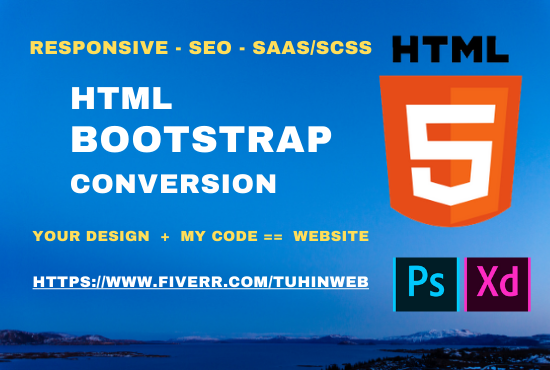 RESPONSIVE - SEO - SAAS/SCSS
HTML
HTML
BOOTSTRAP
CONVERSION
5
YOUR DESIGN + MY CODE == WEBSITE
HTTPS://WWW.FIVERR.COM/TUHINWEB
Ps Xd